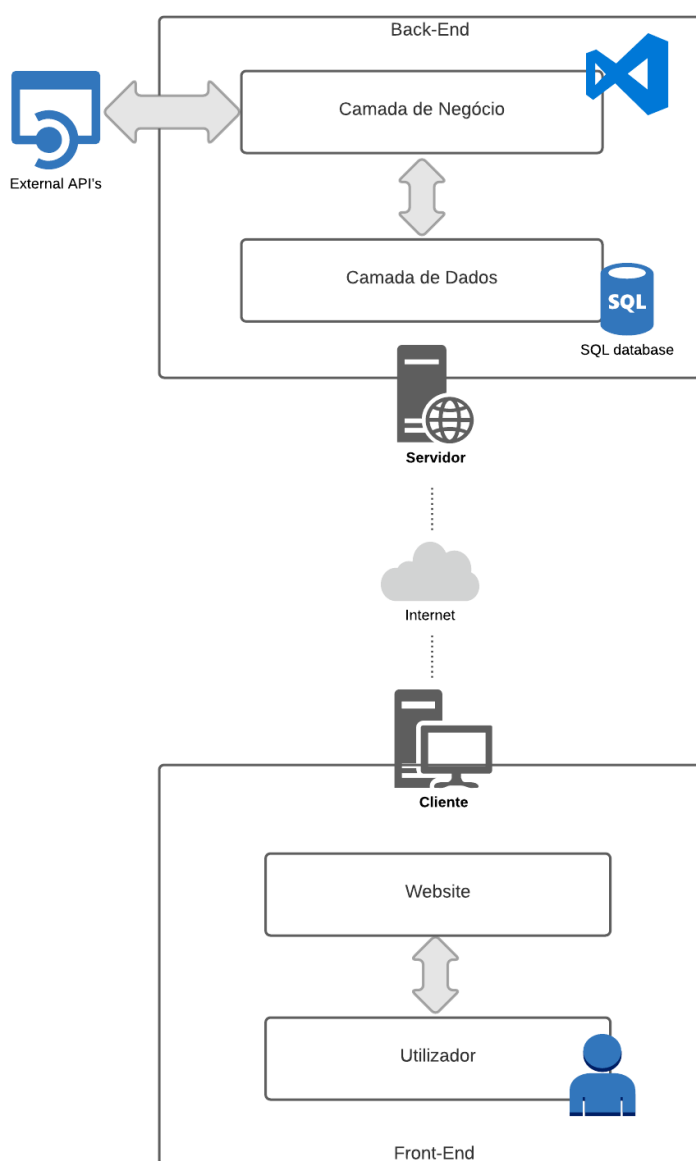 Back-End
Camada de Negócio
External API's
Camada de Dados
SQL
SQL database
Servidor
Internet
Cliente
Website
Utilizador
Front-End